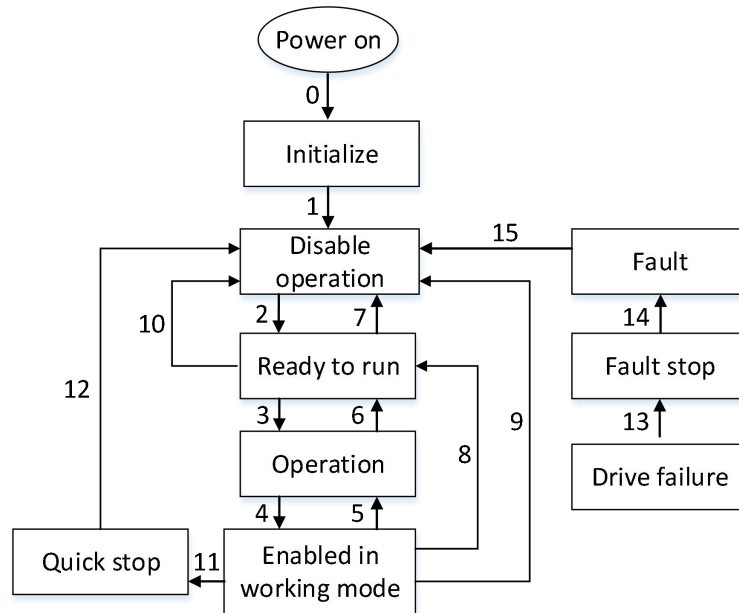 Power on
0
Initialize
1
Disable
operation
15
Fault
2
7
10
14
Ready to run
Fault stop
12
3
6
8
9
13
Operation
Drive failure
4
5
Quick stop
11
Enabled in
working mode